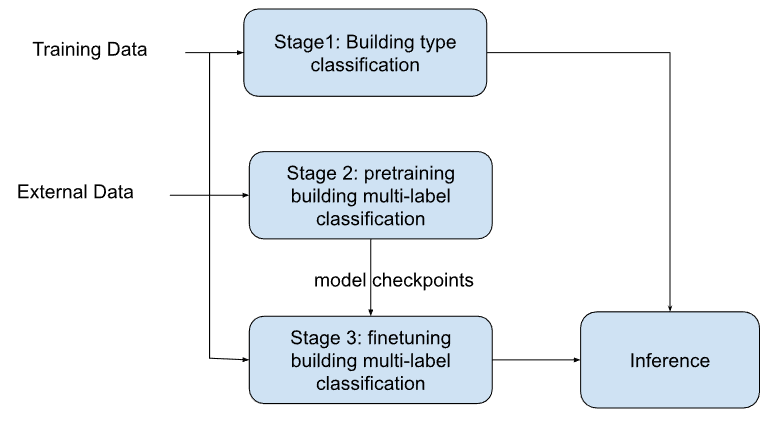 Training Data
Stage1: Building type
classification
External Data
Stage 2: pretraining
building multi-label
classification
model checkpoints
Stage 3: finetuning
building multi-label
classification
Inference